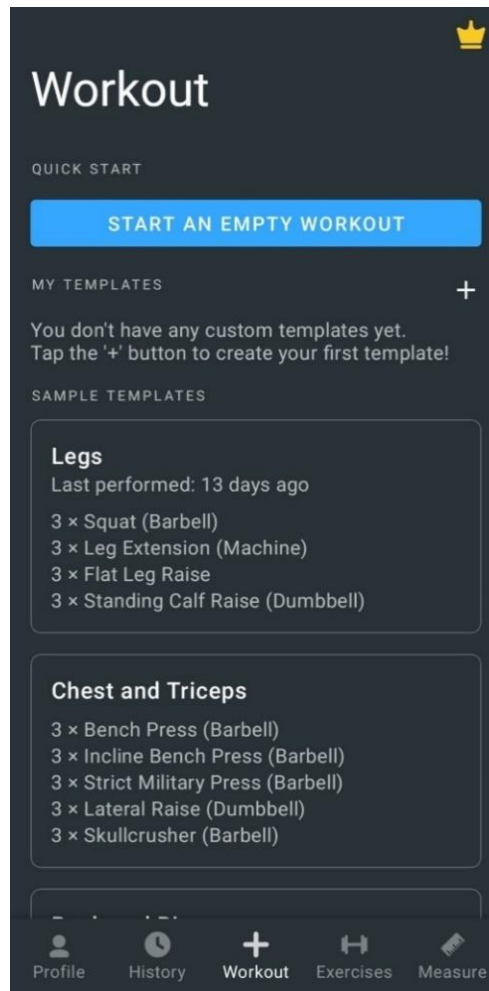 Workout
QUICK START
START AN EMPTY WORKOUT
MY TEMPLATES +
You don't have any custom templates yet.
Tap the '+' button to create your first template!
SAMPLE TEMPLATES
Legs
Last performed: 13 days ago
3 × Squat (Barbell)
3 × Leg Extension (Machine)
3 × Flat Leg Raise
3 × Standing Calf Raise (Dumbbell)
Chest and Triceps
3 × Bench Press (Barbell)
3 × Incline Bench Press (Barbell)
3 × Strict Military Press (Barbell)
3 × Lateral Raise (Dumbbell)
3 × Skullcrusher (Barbell)
Profile History Workout Exercises Measure